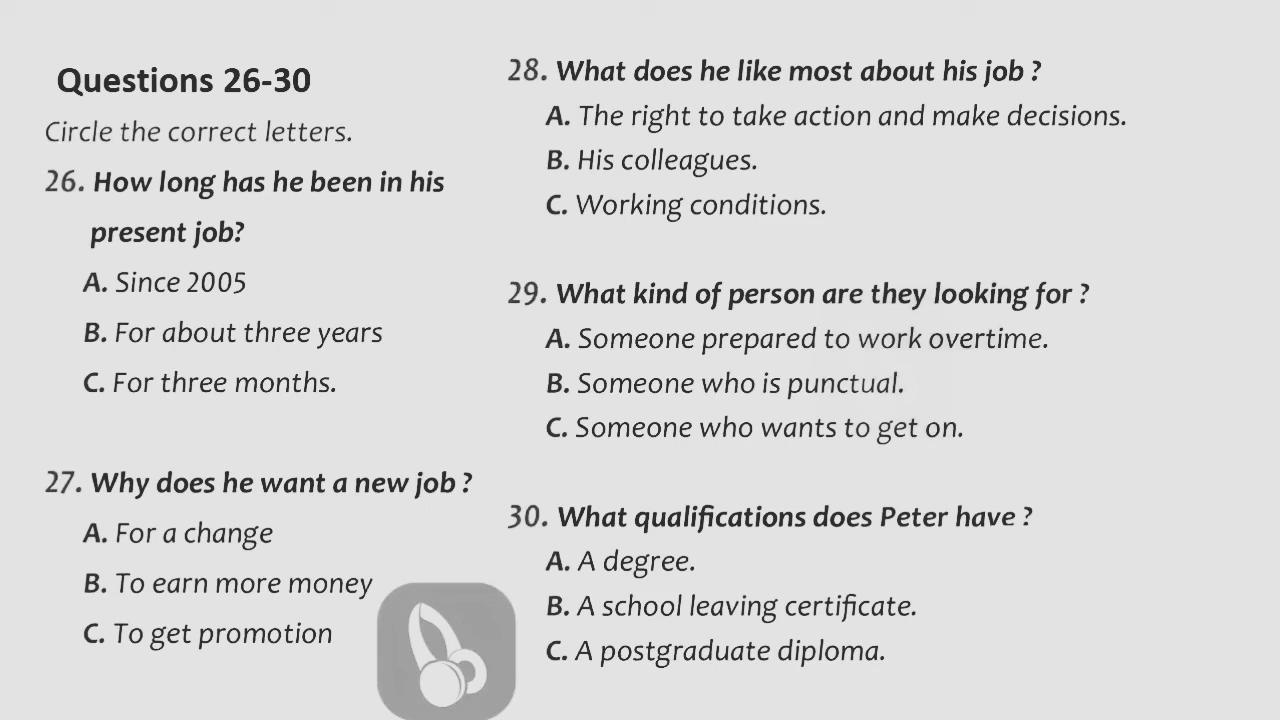 Questions 26-30
Circle the correct letters.
26. How long has he been in his
present job?
A. Since 2005
B. For about three years
C. For three months.
27. Why does he want a new job ?
A. For a change
B. To earn more money
C. To get promotion
28. What does he like most about his job ?
A. The right to take action and make decisions.
B. His colleagues.
C. Working conditions.
29. What kind of person are they looking for ?
A. Someone prepared to work overtime.
B. Someone who is punctual.
C. Someone who wants to get on.
30. What qualifications does Peter have ?
A. A degree.
B. A school leaving certificate.
C. A postgraduate diploma.